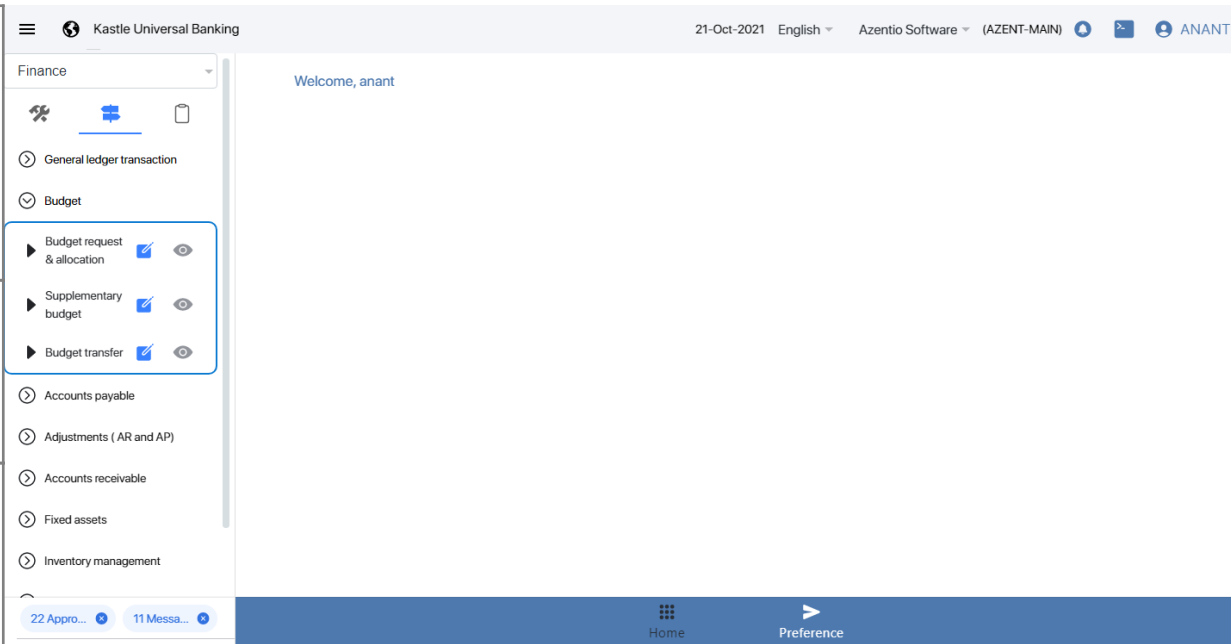 Kastle Universal Banking
21-Oct-2021 English Azentio Software (AZENT-MAIN) ANANT
Finance
Welcome, anant
General ledger transaction
Budget
Budget request
& allocation
Supplementary
budget
Budget transfer
Accounts payable
Adjustments ( AR and AP)
Accounts receivable
Fixed assets
Inventory management
22 Appro... 11 Messa...
Home
Preference